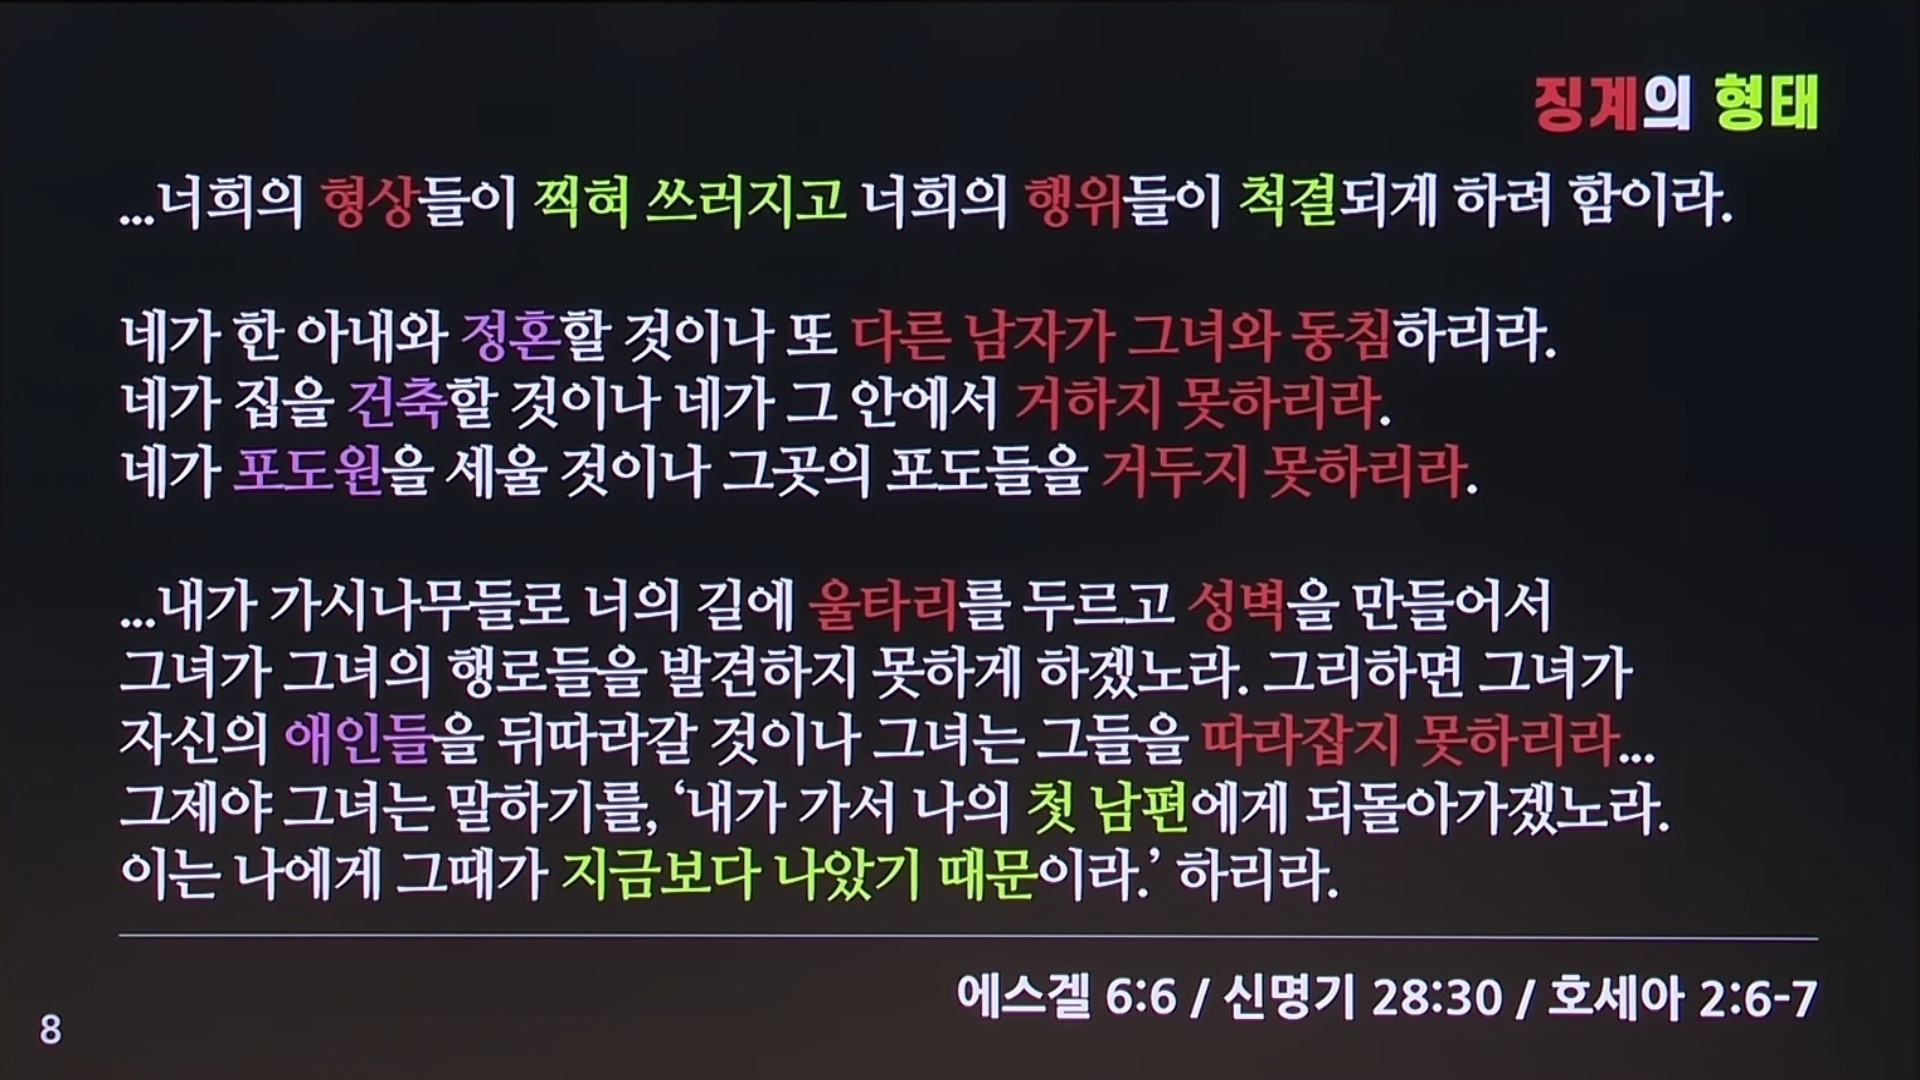 징계의 형태
...너희의 형상들이 찍혀 쓰러지고 너희의 행위들이 척결되게 하려 함이라.
네가 한 아내와 정혼할 것이나 또 다른 남자가 그녀와 동침하리라.
네가 집을 건축할 것이나 네가 그 안에서 거하지 못하리라.
네가 포도원을 세울 것이나 그곳의 포도들을 거두지 못하리라.
...내가 가시나무들로 너의 길에 울타리를 두르고 성벽을 만들어서
그녀가 그녀의 행로들을 발견하지 못하게 하겠노라. 그리하면 그녀가
자신의 애인들을 뒤따라갈 것이나 그녀는 그들을 따라잡지 못하리라...
그제야 그녀는 말하기를, ‘내가 가서 나의 첫 남편에게 되돌아가겠노라.
이는 나에게 그때가 지금보다 나았기 때문이라.’ 하리라.
에스겔 6:6 / 신명기 28:30 / 호세아 2:6-7
8